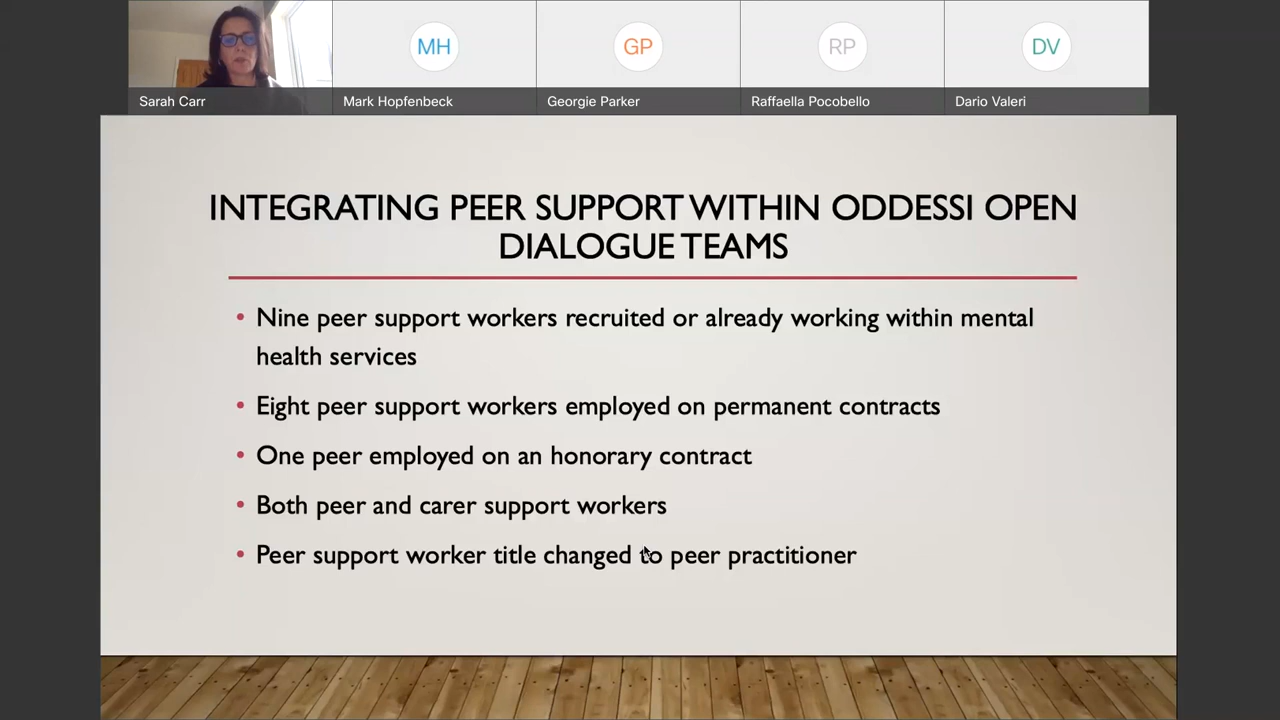 MH
GP
RP
DV
Sarah Carr
Mark Hopfenbeck
Georgie Parker
Raffaella Pocobello
Dario Valeri
INTEGRATING PEER SUPPORT WITHIN ODDESSI OPEN
DIALOGUE TEAMS
• Nine peer support workers recruited or already working within mental
health services
• Eight peer support workers employed on permanent contracts
• One peer employed on an honorary contract
• Both peer and carer support workers
• Peer support worker title changed to peer practitioner